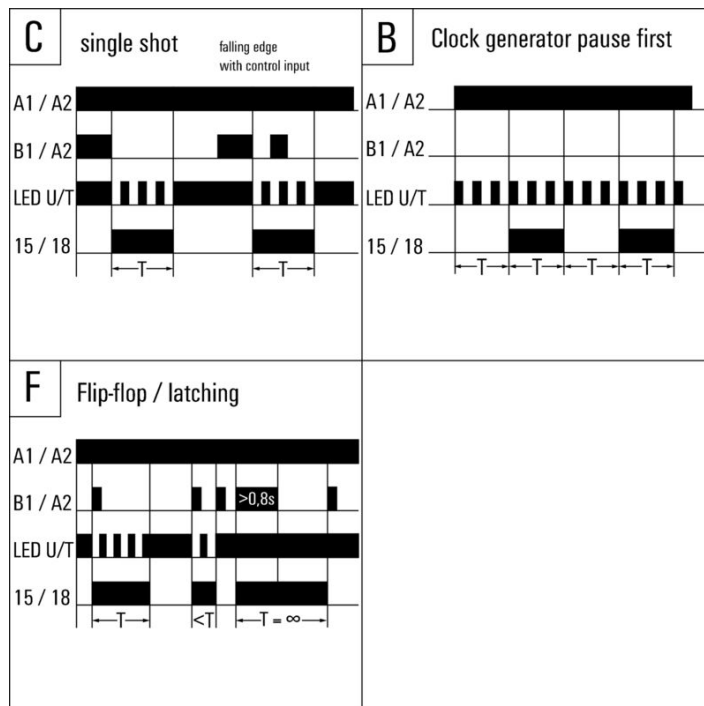 C
single shot
falling edge
with control input
A1 / A2
B1 / A2
LED U/T
15 / 18
T
T
B
Clock generator pause first
A1 / A2
B1 / A2
LED U/T
15 / 18
T
T
T
T
F
Flip-flop / latching
A1 / A2
B1 / A2
>0,8s
LED U/T
15 / 18
T
<T
T = ∞